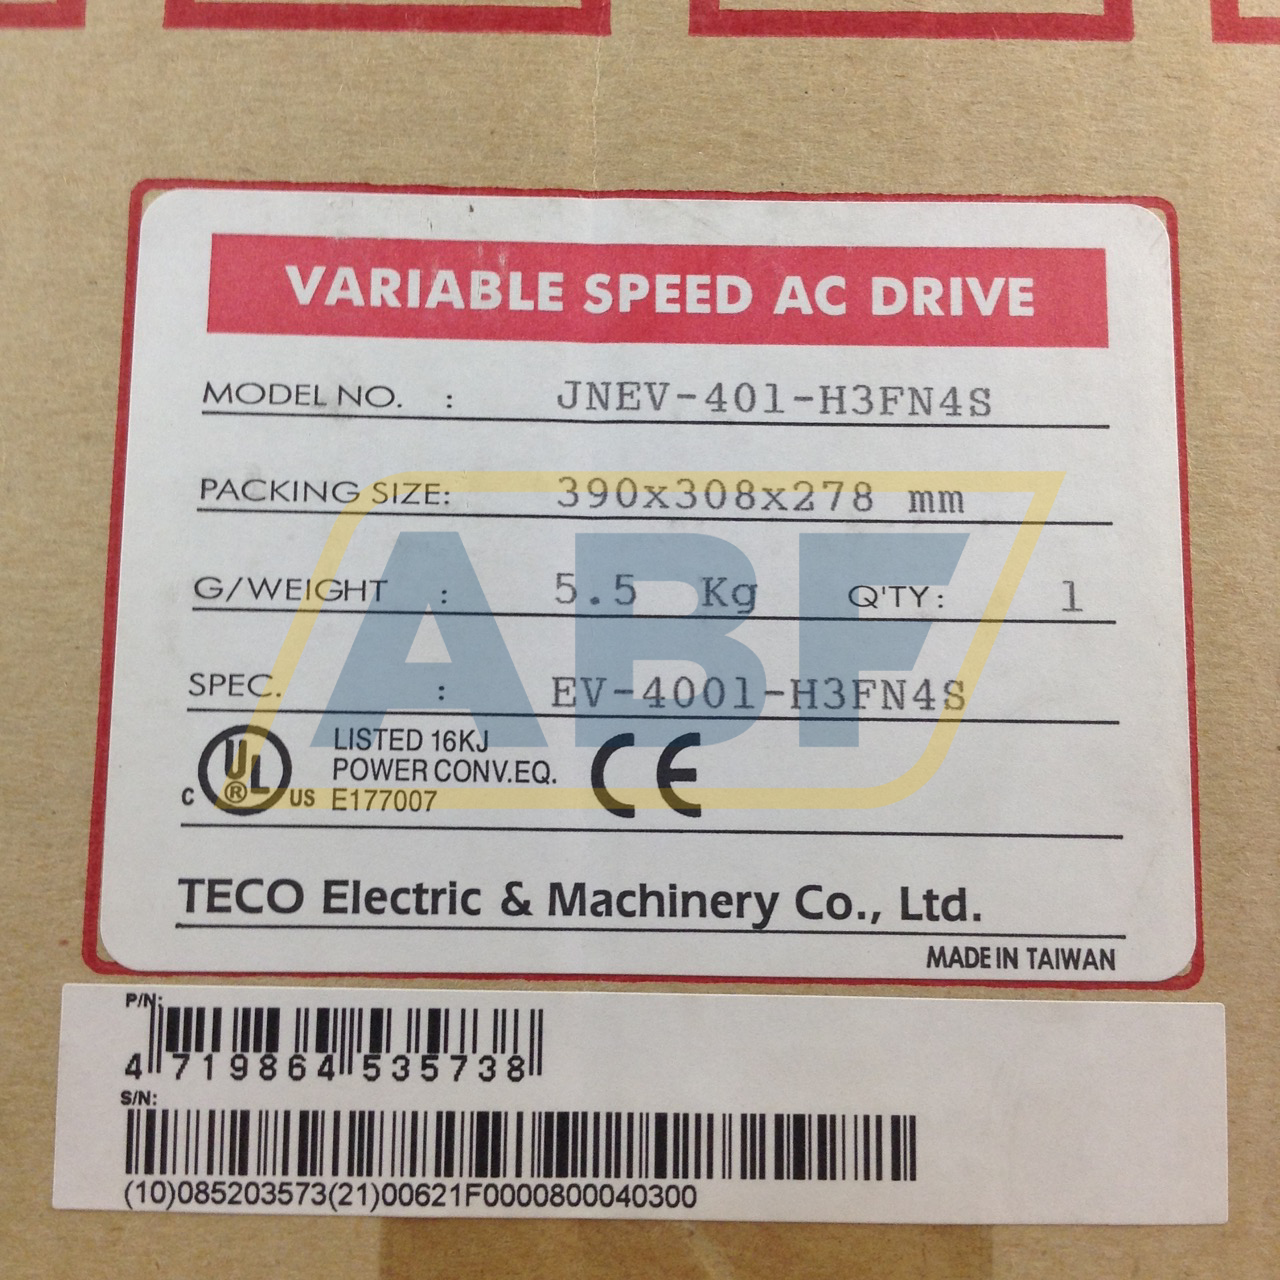 VARIABLE SPEED AC DRIVE
MODEL NO. : JNEV-401-H3FN4S
PACKING SIZE: 390x308x278 mm
G/WEIGHT : 5.5 Kg Q'TY: 1
SPEC. : EV-4001-H3FN4S
C UL ® US LISTED 16KJ CE
POWER CONV.EQ.
E177007
TECO Electric & Machinery Co., Ltd.
MADE IN TAIWAN
ABF
P/N:
4 719864 535738
S/N:
(10)085203573(21)00621F0000800040300